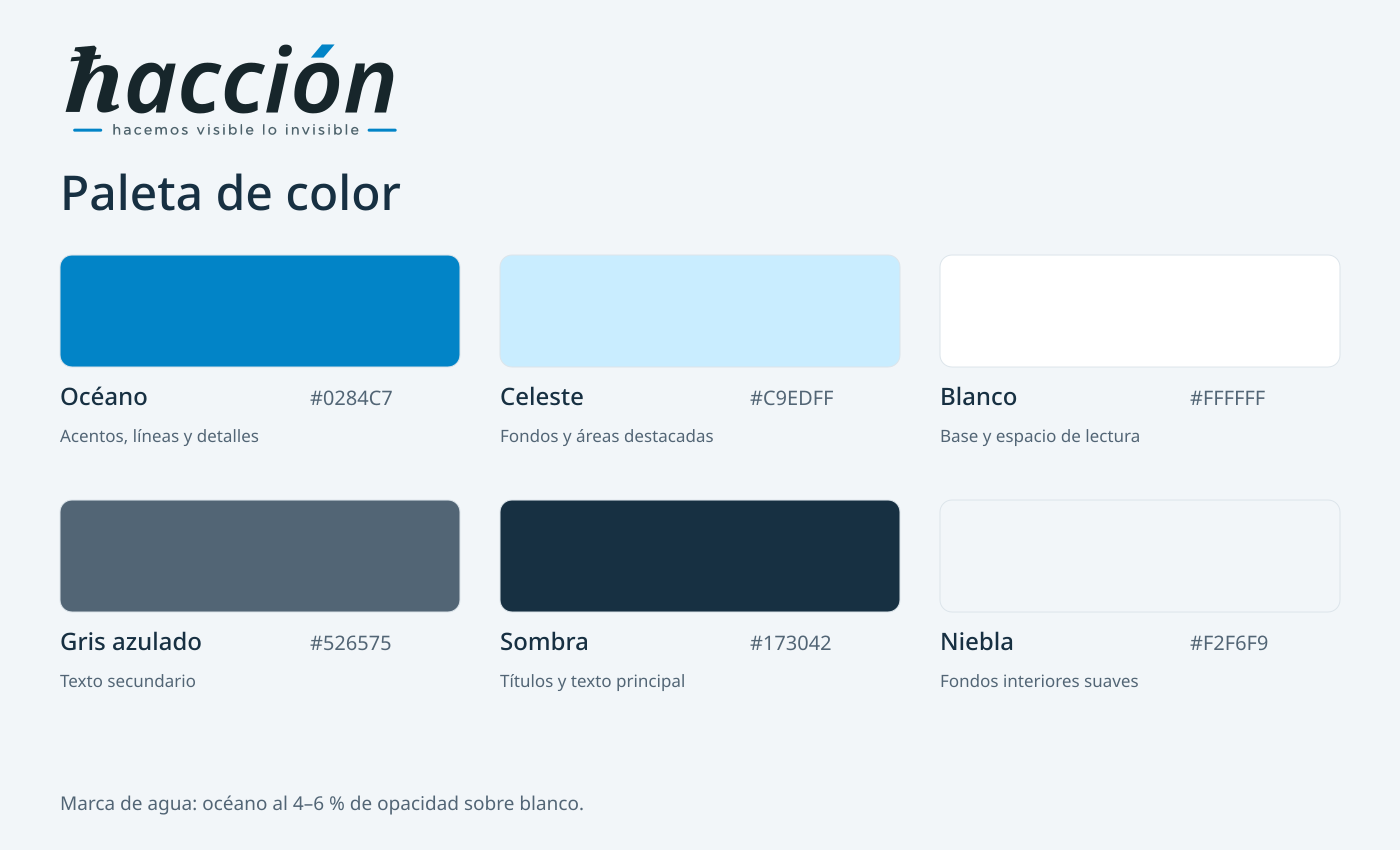 ħacción
hacemos visible lo invisible
Paleta de color
Océano #0284C7
Acentos, líneas y detalles
Celeste #C9EDFF
Fondos y áreas destacadas
Blanco #FFFFFF
Base y espacio de lectura
Gris azulado #526575
Texto secundario
Sombra #173042
Títulos y texto principal
Niebla #F2F6F9
Fondos interiores suaves
Marca de agua: océano al 4–6 % de opacidad sobre blanco.